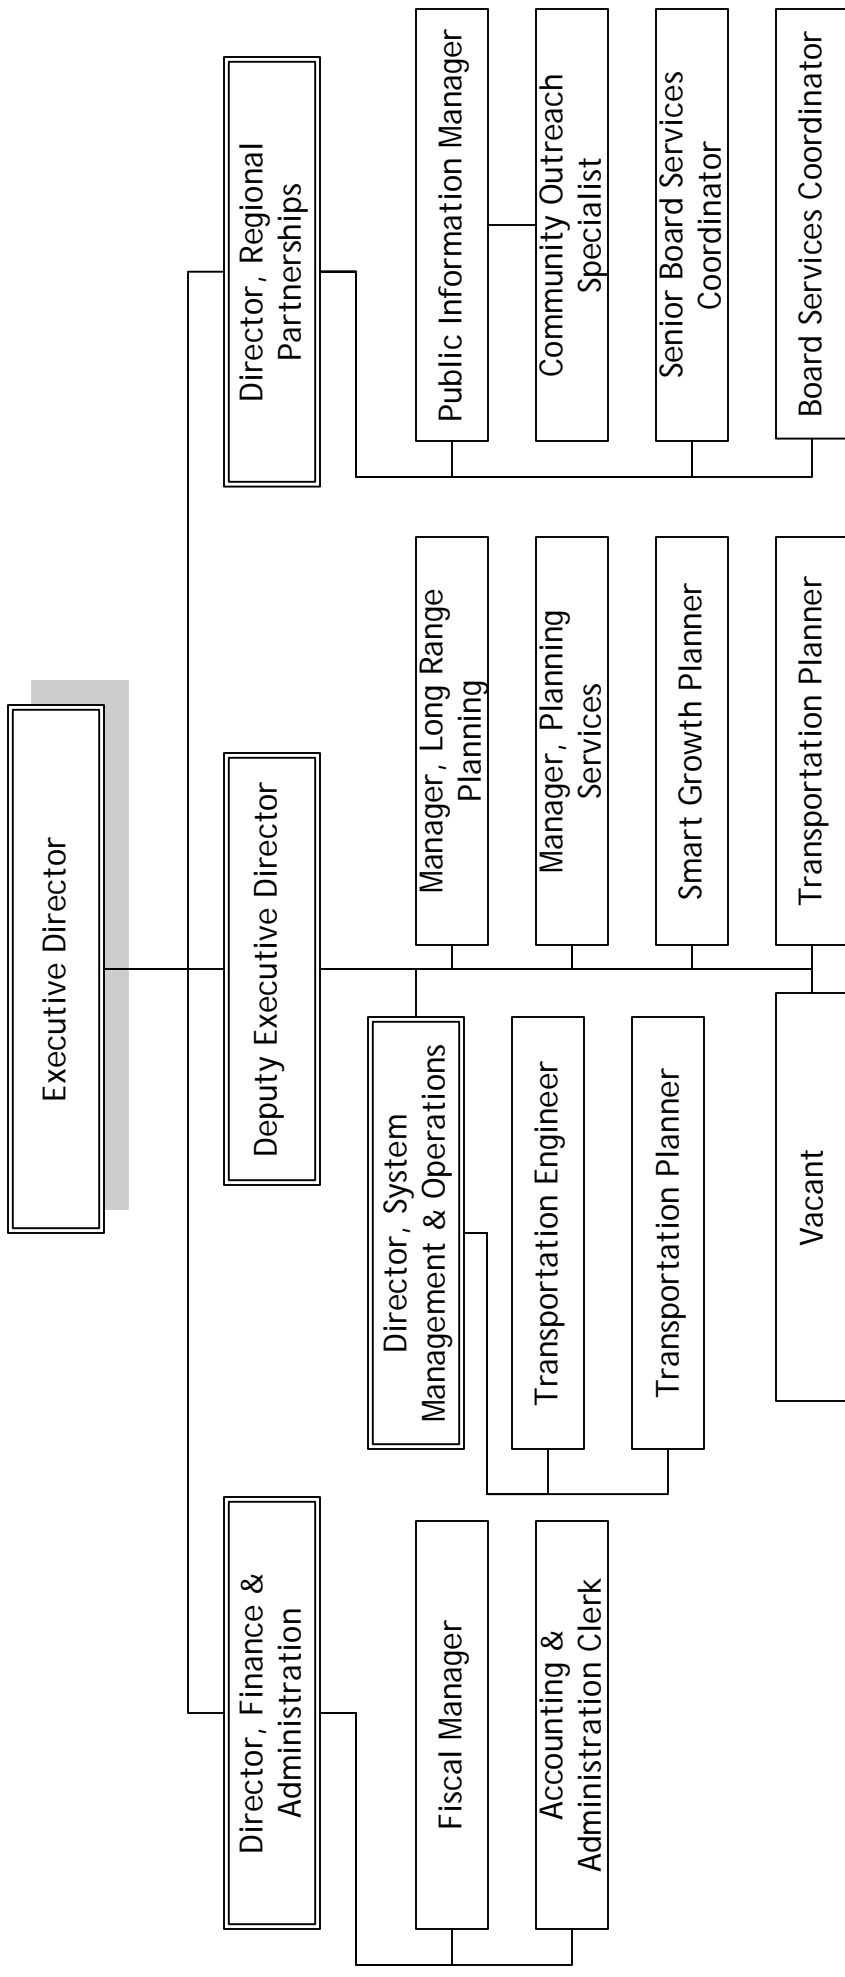 Executive Director
Director, Finance &
Administration
Fiscal Manager
Accounting &
Administration Clerk
Deputy Executive Director
Director, System
Management & Operations
Transportation Engineer
Transportation Planner
Vacant
Manager, Long Range
Planning
Manager, Planning
Services
Smart Growth Planner
Transportation Planner
Director, Regional
Partnerships
Public Information Manager
Community Outreach
Specialist
Senior Board Services
Coordinator
Board Services Coordinator